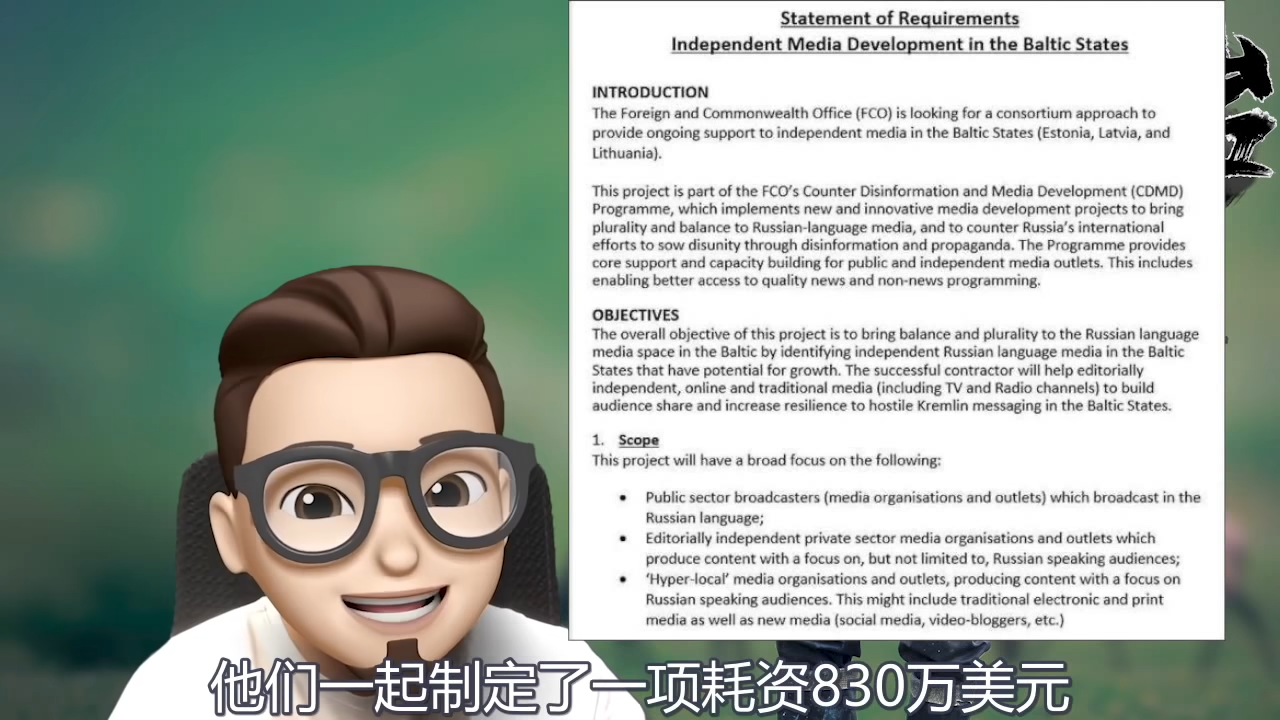 Statement of Requirements
Independent Media Development in the Baltic States
INTRODUCTION
The Foreign and Commonwealth Office (FCO) is looking for a consortium approach to
provide ongoing support to independent media in the Baltic States (Estonia, Latvia, and
Lithuania).
This project is part of the FCO's Counter Disinformation and Media Development (CDMD)
Programme, which implements new and innovative media development projects to bring
plurality and balance to Russian-language media, and to counter Russia's international
efforts to sow disunity through disinformation and propaganda. The Programme provides
core support and capacity building for public and independent media outlets. This includes
enabling better access to quality news and non-news programming.
OBJECTIVES
The overall objective of this project is to bring balance and plurality to the Russian language
media space in the Baltic by identifying independent Russian language media in the Baltic
States that have potential for growth. The successful contractor will help editorially
independent, online and traditional media (including TV and Radio channels) to build
audience share and increase resilience to hostile Kremlin messaging in the Baltic States.
1. Scope
This project will have a broad focus on the following:
• Public sector broadcasters (media organisations and outlets) which broadcast in the
Russian language;
• Editorially independent private sector media organisations and outlets which
produce content with a focus on, but not limited to, Russian speaking audiences;
• 'Hyper-local' media organisations and outlets, producing content with a focus on
Russian speaking audiences. This might include traditional electronic and print
media as well as new media (social media, video-bloggers, etc.)
他们一起制定了一项耗资830万美元